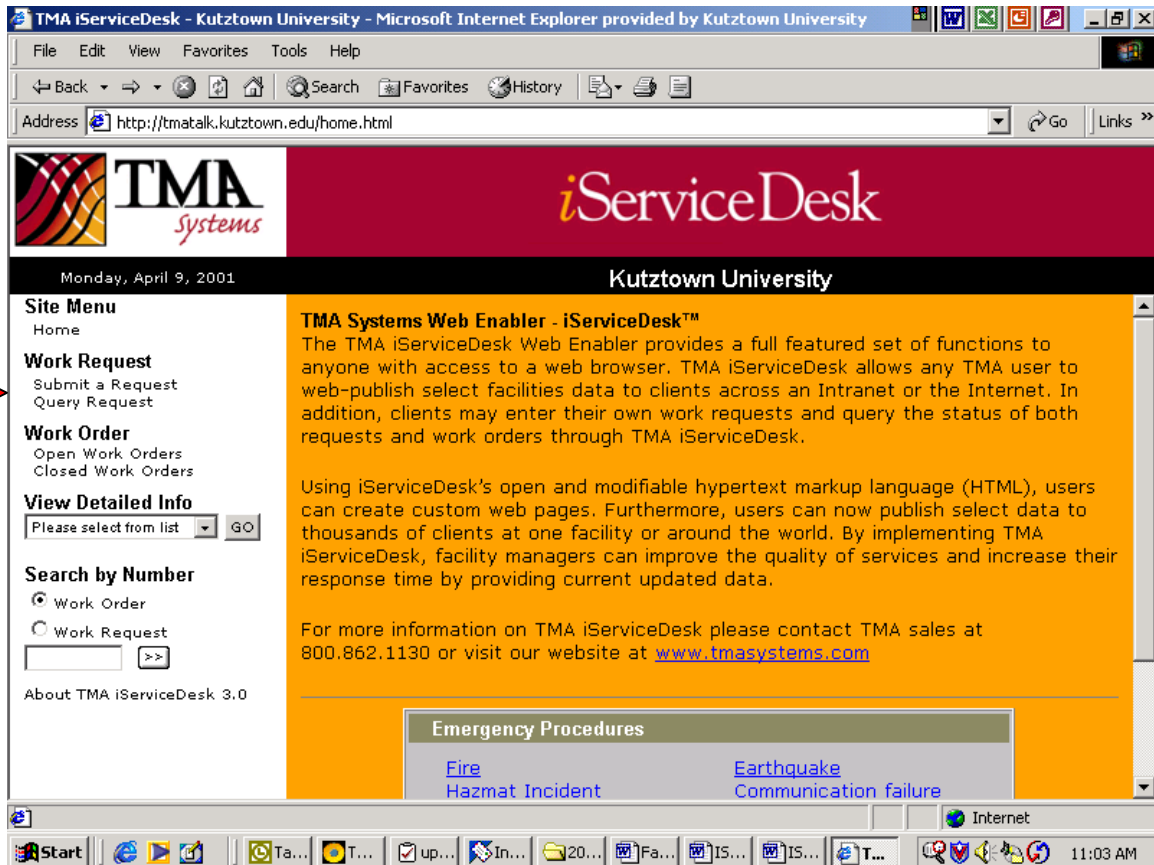 TMA iServiceDesk - Kutztown University - Microsoft Internet Explorer provided by Kutztown University
File Edit View Favorites Tools Help
Back Search Favorites History
Address http://tmatalk.kutztown.edu/home.html Go Links »
TMA
Systems
iServiceDesk
Monday, April 9, 2001
Kutztown University
Site Menu
Home
Work Request
Submit a Request
Query Request
Work Order
Open Work Orders
Closed Work Orders
View Detailed Info
Please select from list GO
Search by Number
Work Order
Work Request
>>
About TMA iServiceDesk 3.0
TMA Systems Web Enabler - iServiceDesk™
The TMA iServiceDesk Web Enabler provides a full featured set of functions to
anyone with access to a web browser. TMA iServiceDesk allows any TMA user to
web-publish select facilities data to clients across an Intranet or the Internet. In
addition, clients may enter their own work requests and query the status of both
requests and work orders through TMA iServiceDesk.
Using iServiceDesk's open and modifiable hypertext markup language (HTML), users
can create custom web pages. Furthermore, users can now publish select data to
thousands of clients at one facility or around the world. By implementing TMA
iServiceDesk, facility managers can improve the quality of services and increase their
response time by providing current updated data.
For more information on TMA iServiceDesk please contact TMA sales at
800.862.1130 or visit our website at www.tmasystems.com
Emergency Procedures
Fire Earthquake
Hazmat Incident Communication failure
Internet
Start Ta... T... up... In... 20... Fa... IS... IS... T... 11:03 AM